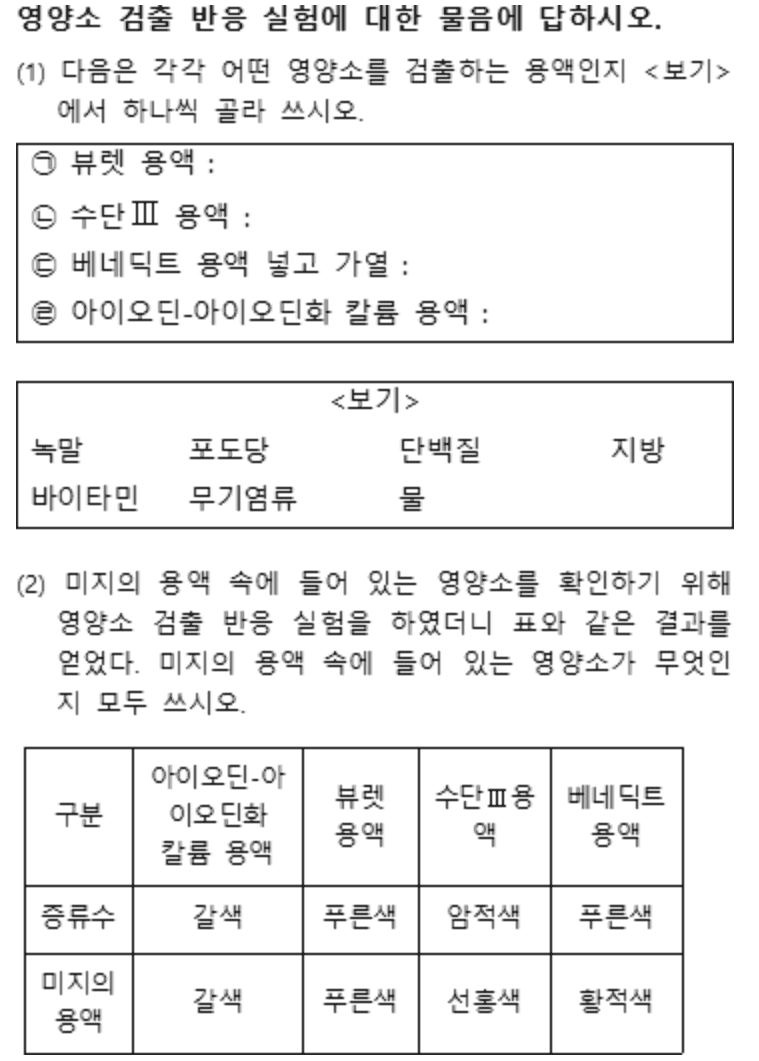 영양소 검출 반응 실험에 대한 물음에 답하시오.
(1) 다음은 각각 어떤 영양소를 검출하는 용액인지 <보기>
에서 하나씩 골라 쓰시오.
㉠ 뷰렛 용액 :
㉡ 수단Ⅲ 용액 :
㉢ 베네딕트 용액 넣고 가열 :
㉣ 아이오딘-아이오딘화 칼륨 용액 :
<보기>
녹말 포도당 단백질 지방
바이타민 무기염류 물
(2) 미지의 용액 속에 들어 있는 영양소를 확인하기 위해
영양소 검출 반응 실험을 하였더니 표와 같은 결과를
얻었다. 미지의 용액 속에 들어 있는 영양소가 무엇인
지 모두 쓰시오.
구분 아이오딘-아이오딘화 칼륨 용액 뷰렛 용액 수단Ⅲ용액 베네딕트 용액
증류수 갈색 푸른색 암적색 푸른색
미지의 용액 갈색 푸른색 선홍색 황적색